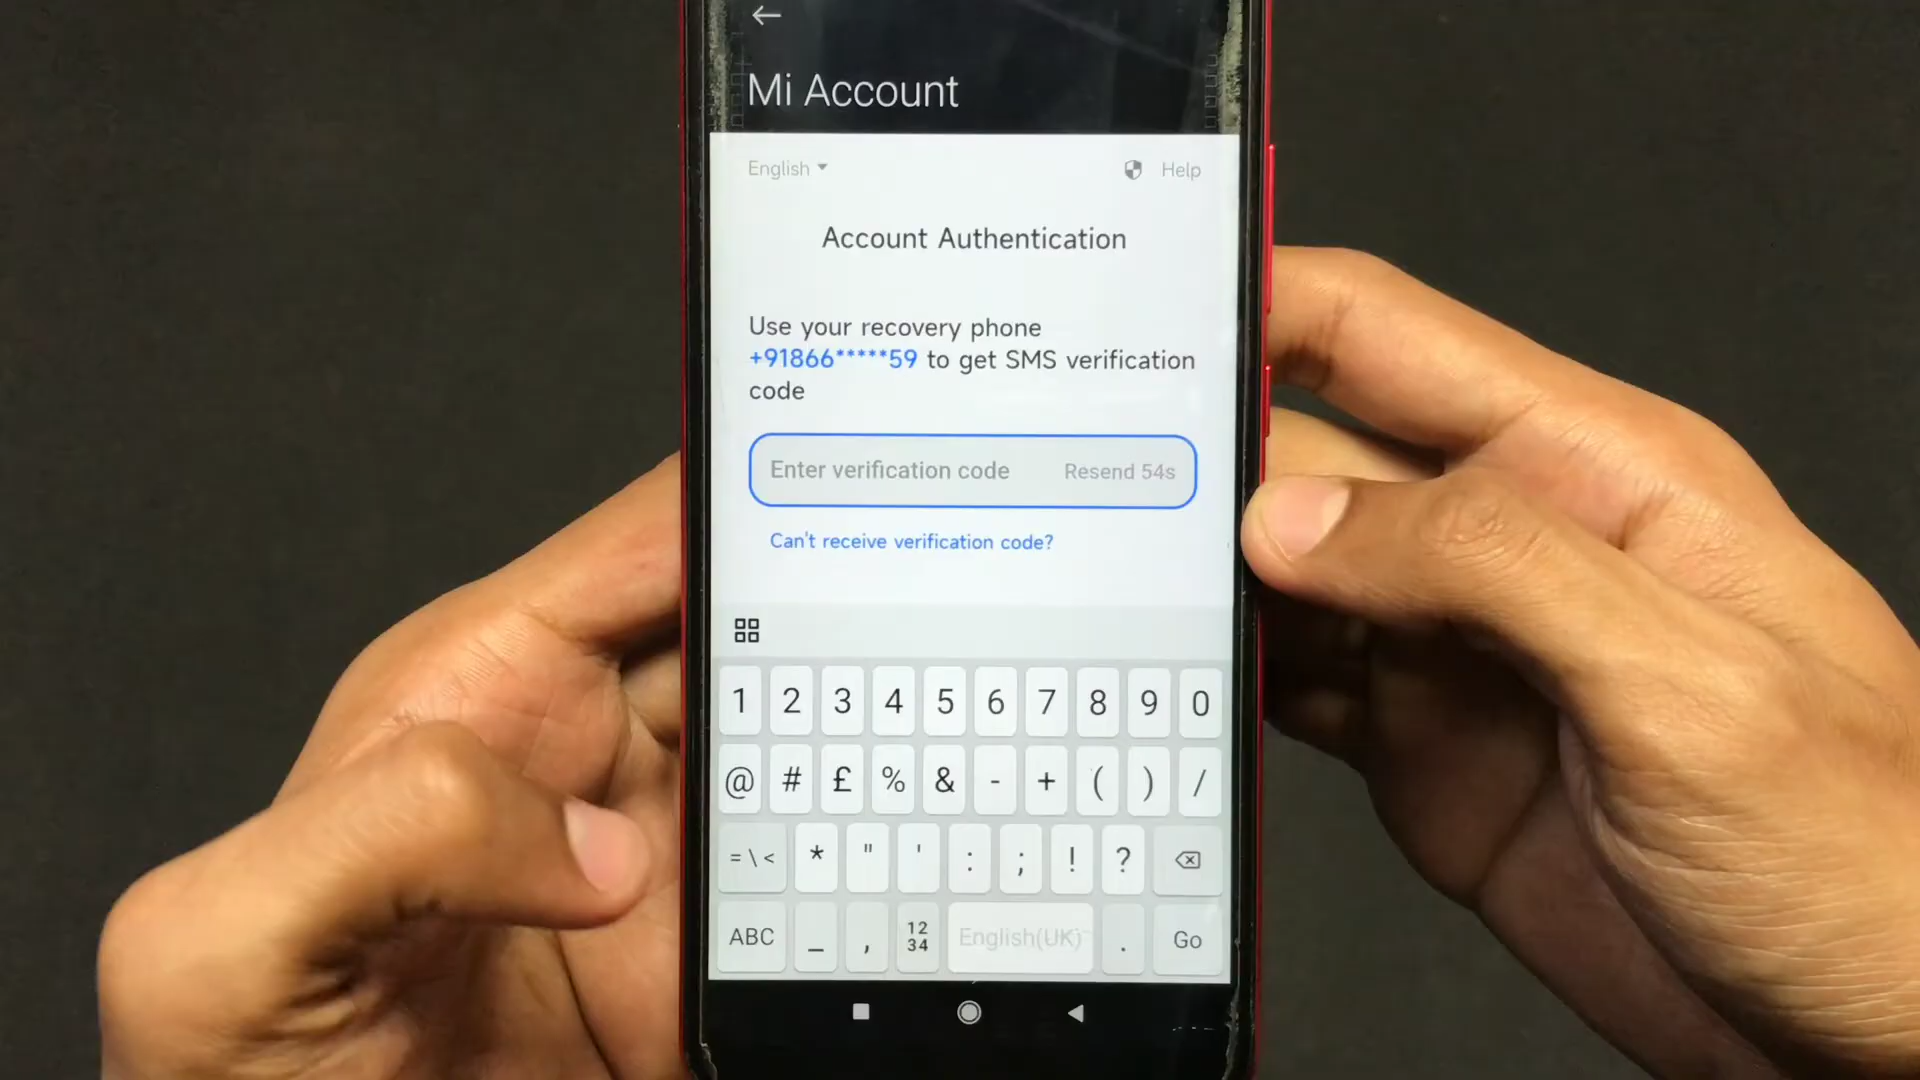 Mi Account
English Help
Account Authentication
Use your recovery phone
+91866*****59 to get SMS verification
code
Enter verification code Resend 54s
Can't receive verification code?
1 2 3 4 5 6 7 8 9 0
@ # £ % & - + ( ) /
= \ < * " ' : ; ! ?
ABC _ , 12 34 English(UK) . Go